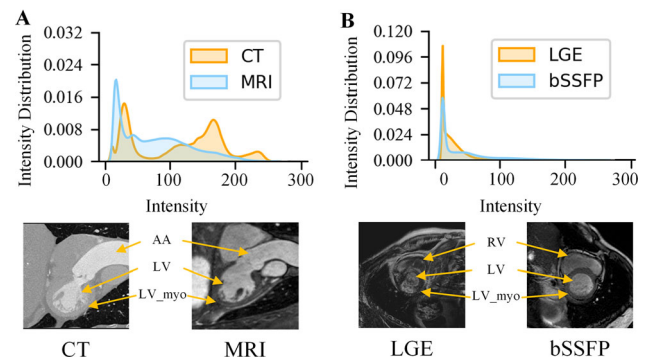 A
0.032
0.024
0.016
0.008
0.000
Intensity Distribution
CT
MRI
0 100 200 300
Intensity
AA
LV
LV_myo
CT MRI
B
0.120
0.096
0.072
0.048
0.024
0.000
Intensity Distribution
LGE
bSSFP
0 100 200 300
Intensity
RV
LV
LV_myo
LGE bSSFP